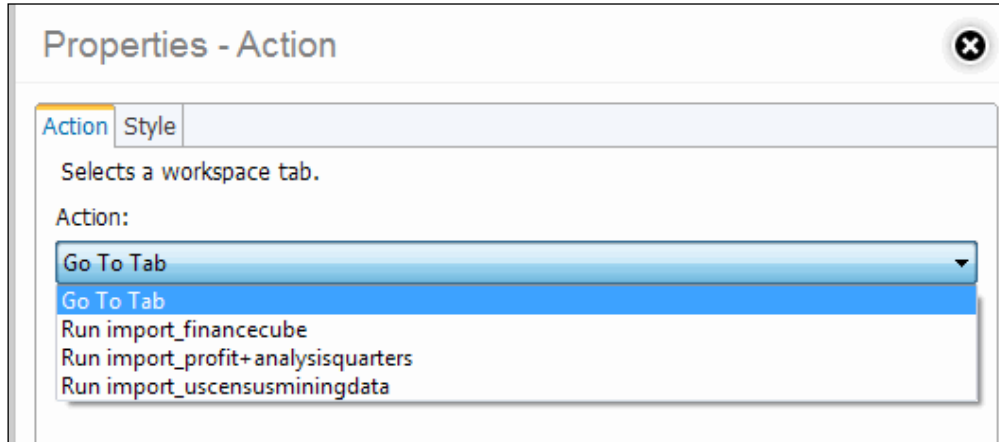 Properties - Action
Action Style
Selects a workspace tab.
Action:
Go To Tab
Go To Tab
Run import_financecube
Run import_profit+analysisquarters
Run import_uscensusminingdata